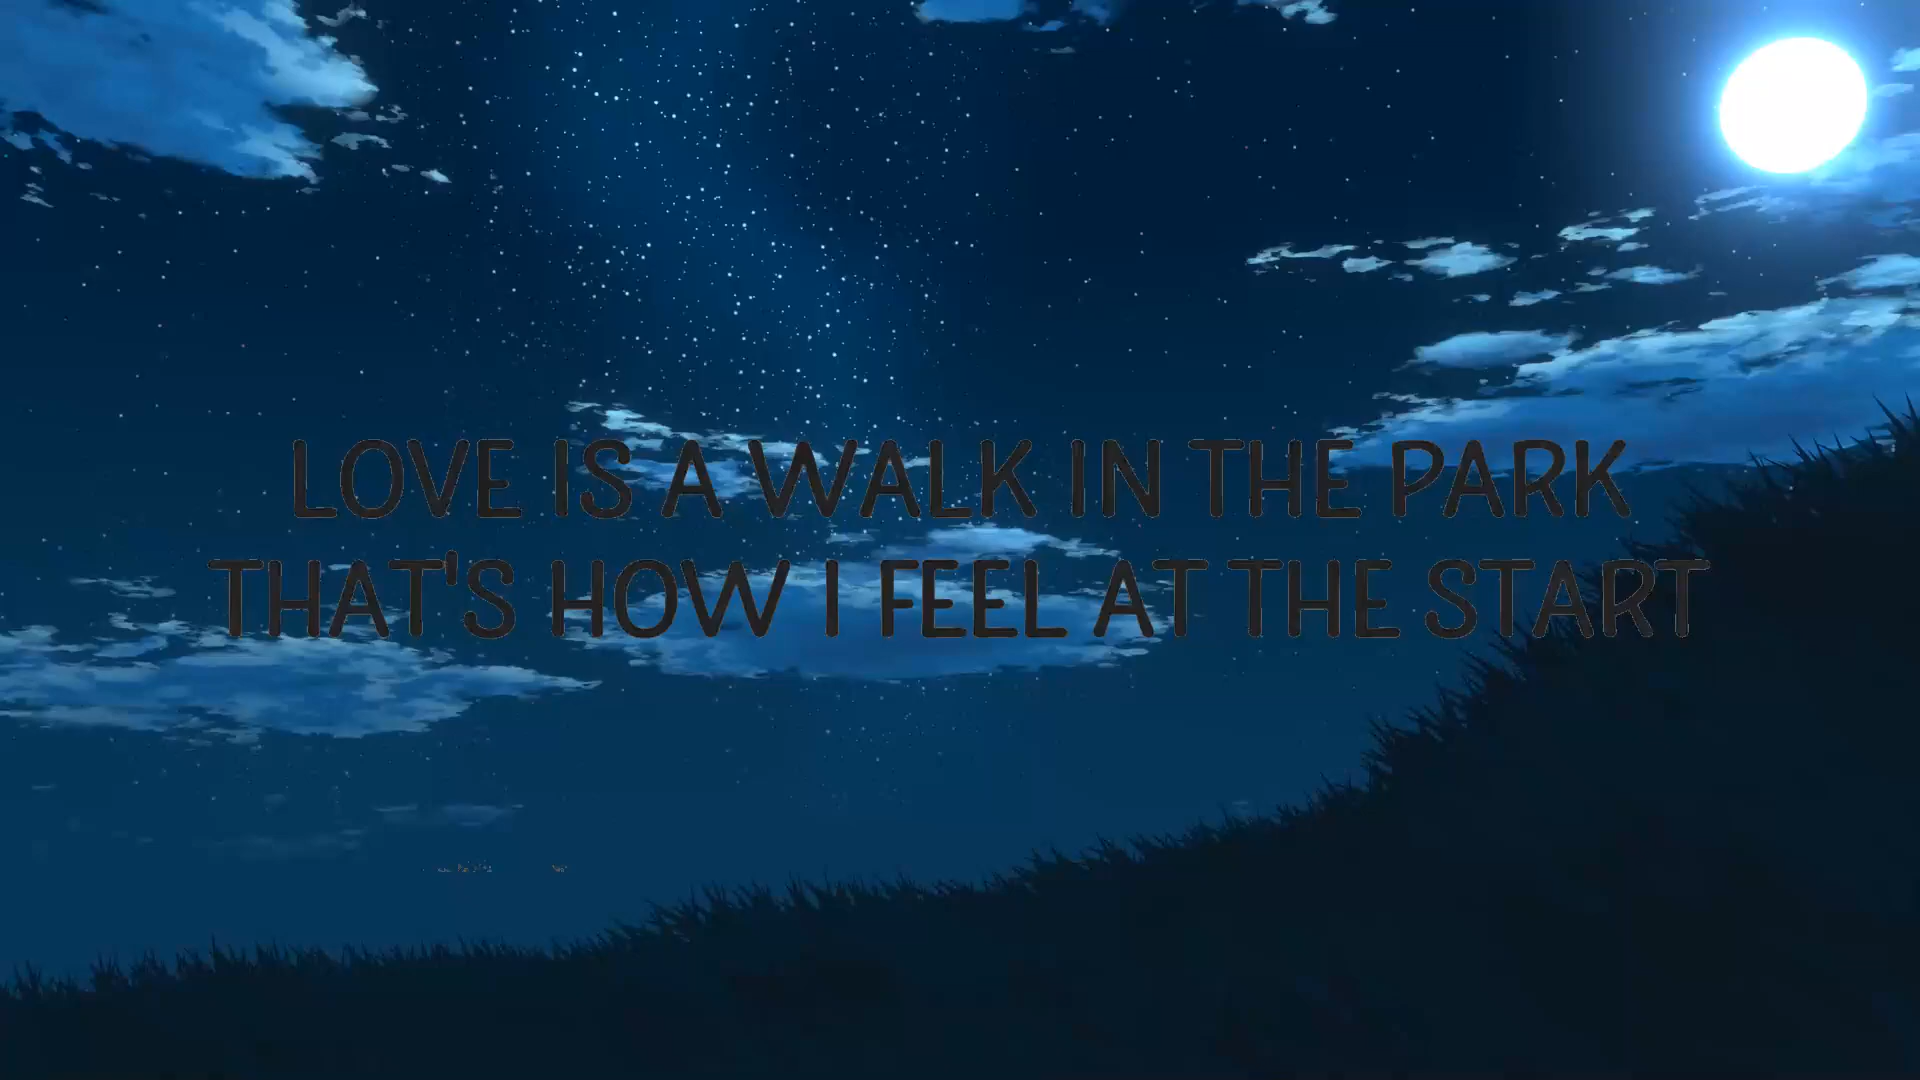 LOVE IS A WALK IN THE PARK
THAT'S HOW I FEEL AT THE START